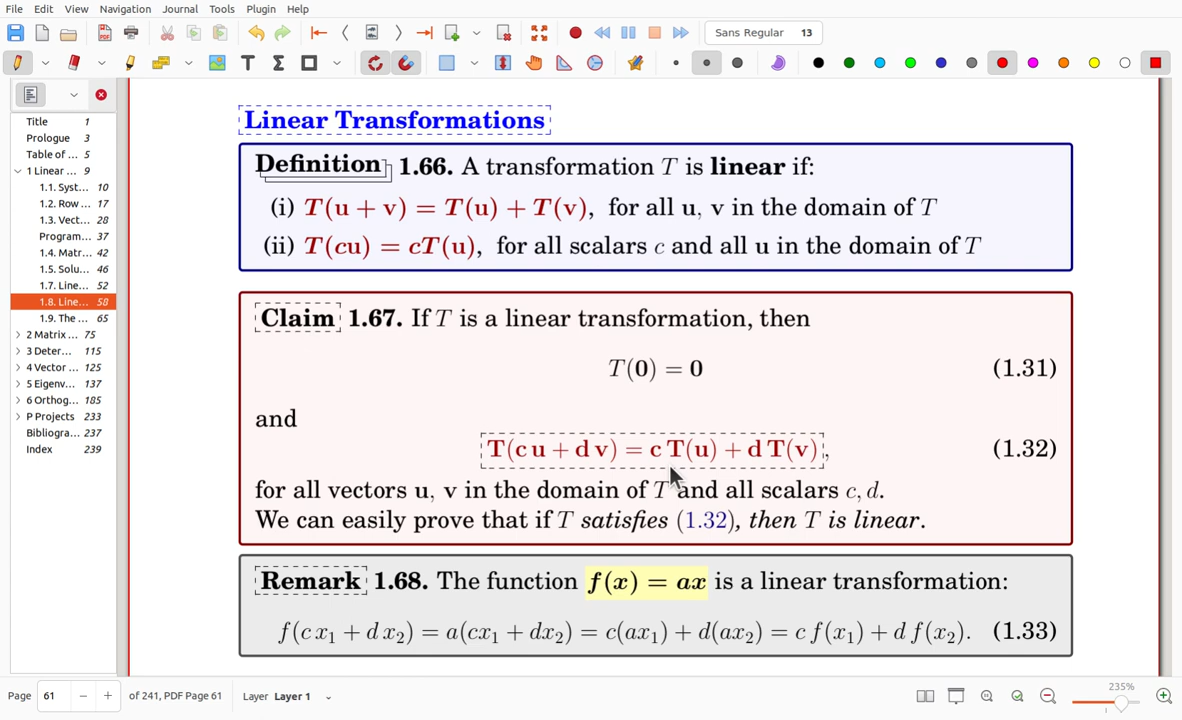 File Edit View Navigation Journal Tools Plugin Help
Sans Regular 13
Title 1
Prologue 3
Table of ... 5
1 Linear ... 9
1.1. Syst... 10
1.2. Row ... 17
1.3. Vect... 28
Program... 37
1.4. Matr... 42
1.5. Solu... 46
1.7. Line... 52
1.8. Line... 58
1.9. The ... 65
2 Matrix ... 75
3 Deter... 115
4 Vector ... 125
5 Eigenv... 137
6 Orthog... 185
P Projects 233
Bibliogra... 237
Index 239
Linear Transformations
Definition 1.66. A transformation T is linear if:
(i) T(u + v) = T(u) + T(v), for all u, v in the domain of T
(ii) T(cu) = cT(u), for all scalars c and all u in the domain of T
Claim 1.67. If T is a linear transformation, then
T(0) = 0 (1.31)
and
T(c u + d v) = c T(u) + d T(v), (1.32)
for all vectors u, v in the domain of T and all scalars c, d.
We can easily prove that if T satisfies (1.32), then T is linear.
Remark 1.68. The function f(x) = ax is a linear transformation:
f(c x₁ + d x₂) = a(cx₁ + dx₂) = c(ax₁) + d(ax₂) = c f(x₁) + d f(x₂). (1.33)
Page 61 − + of 241, PDF Page 61 Layer Layer 1 235%